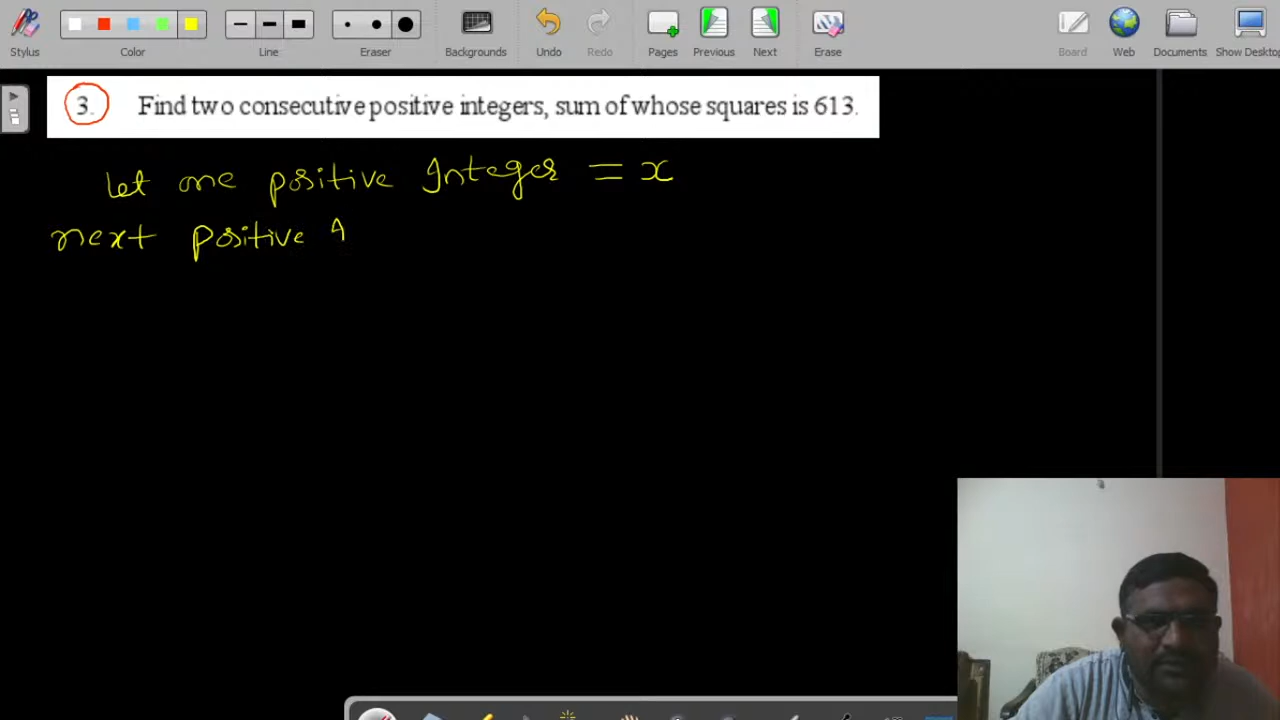 Stylus
Color
Line
Eraser
Backgrounds
Undo
Redo
Pages
Previous
Next
Erase
Board
Web
Documents
Show Deskto
3. Find two consecutive positive integers, sum of whose squares is 613.
Let one positive Integer = x
next positive